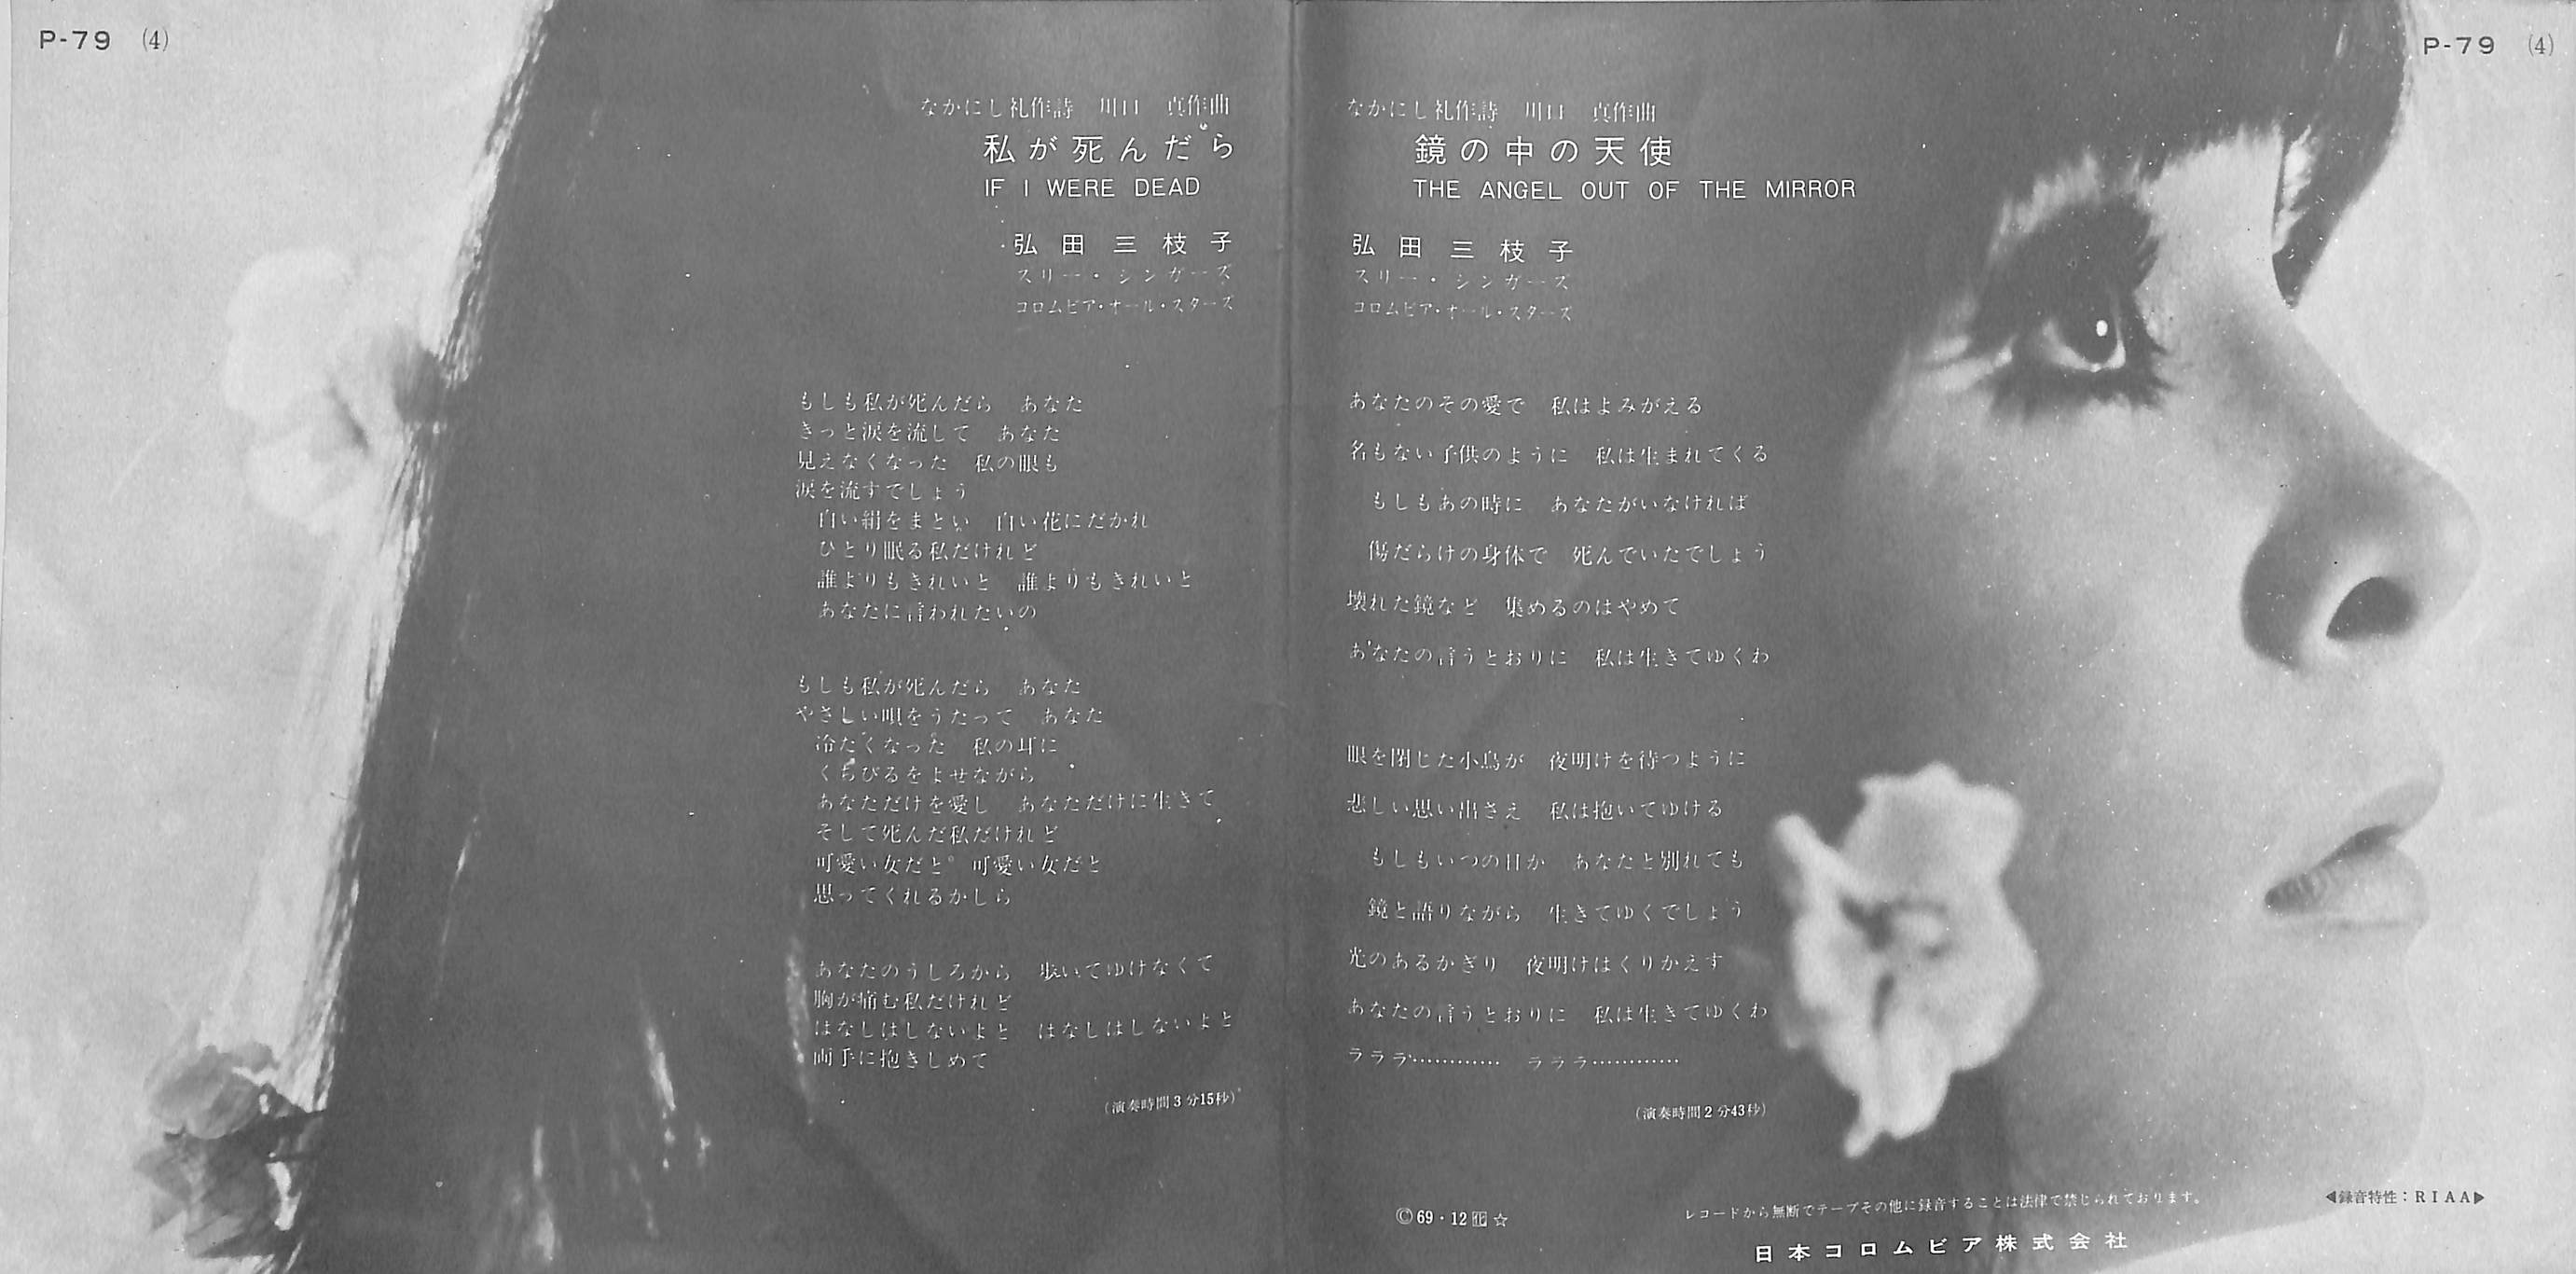 P-79 (4)
なかにし礼作詩 川口 真作曲
私が死んだら
IF I WERE DEAD
弘田三枝子
スリー・シンガーズ
コロムビア・オール・スターズ
もしも私が死んだら あなた
きっと涙を流して あなた
見えなくなった 私の眼も
涙を流すでしょう
白い絹をまとい 白い花にだかれ
ひとり眠る私だけれど
誰よりもきれいと 誰よりもきれいと
あなたに言われたいの
もしも私が死んだら あなた
やさしい唄をうたって あなた
冷たくなった 私の耳に
くちびるをよせながら
あなただけを愛し あなただけに生きて
そして死んだ私だけれど
可愛い女だと 可愛い女だと
思ってくれるかしら
あなたのうしろから 歩いてゆけなくて
胸が痛む私だけれど
はなしはしないよと はなしはしないよと
両手に抱きしめて
(演奏時間3分15秒)
P-79 (4)
なかにし礼作詩 川口 真作曲
鏡の中の天使
THE ANGEL OUT OF THE MIRROR
弘田三枝子
スリー・シンガーズ
コロムビア・オール・スターズ
あなたのその愛で 私はよみがえる
名もない子供のように 私は生まれてくる
もしもあの時に あなたがいなければ
傷だらけの身体で 死んでいたでしょう
壊れた鏡など 集めるのはやめて
あなたの言うとおりに 私は生きてゆくわ
眼を閉じた小鳥が 夜明けを待つように
悲しい思い出さえ 私は抱いてゆける
もしもいつの日か あなたと別れても
鏡と語りながら 生きてゆくでしょう
光のあるかぎり 夜明けはくりかえす
あなたの言うとおりに 私は生きてゆくわ
ラララ………… ラララ…………
(演奏時間2分43秒)
Ⓒ69・12 ☆
レコードから無断でテープその他に録音することは法律で禁じられております。
◀録音特性：RIAA▶
日本コロムビア株式会社